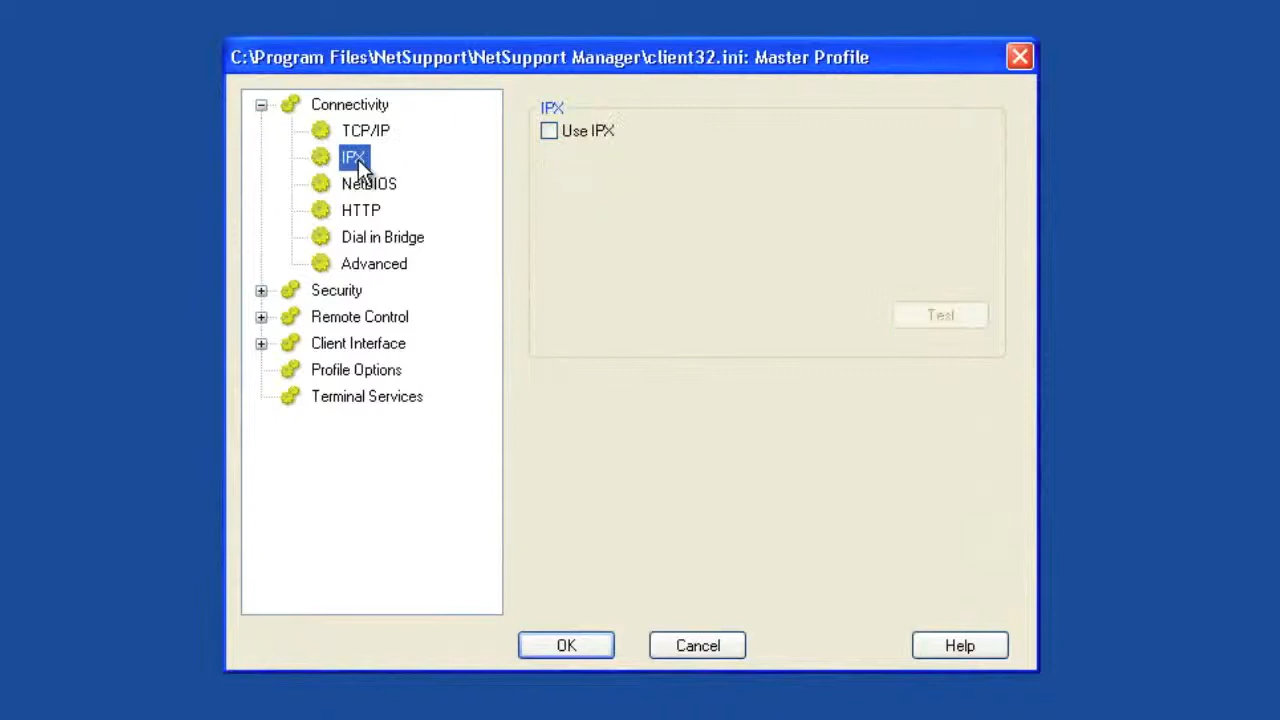 C:\Program Files\NetSupport\NetSupport Manager\client32.ini: Master Profile
Connectivity
TCP/IP
IPX
NetBIOS
HTTP
Dial in Bridge
Advanced
Security
Remote Control
Client Interface
Profile Options
Terminal Services
IPX
Use IPX
Test
OK
Cancel
Help